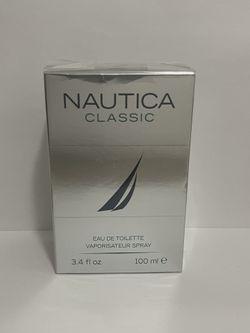 NAUTICA
CLASSIC
EAU DE TOILETTE
VAPORISATEUR SPRAY
3.4 fl oz 100 ml e